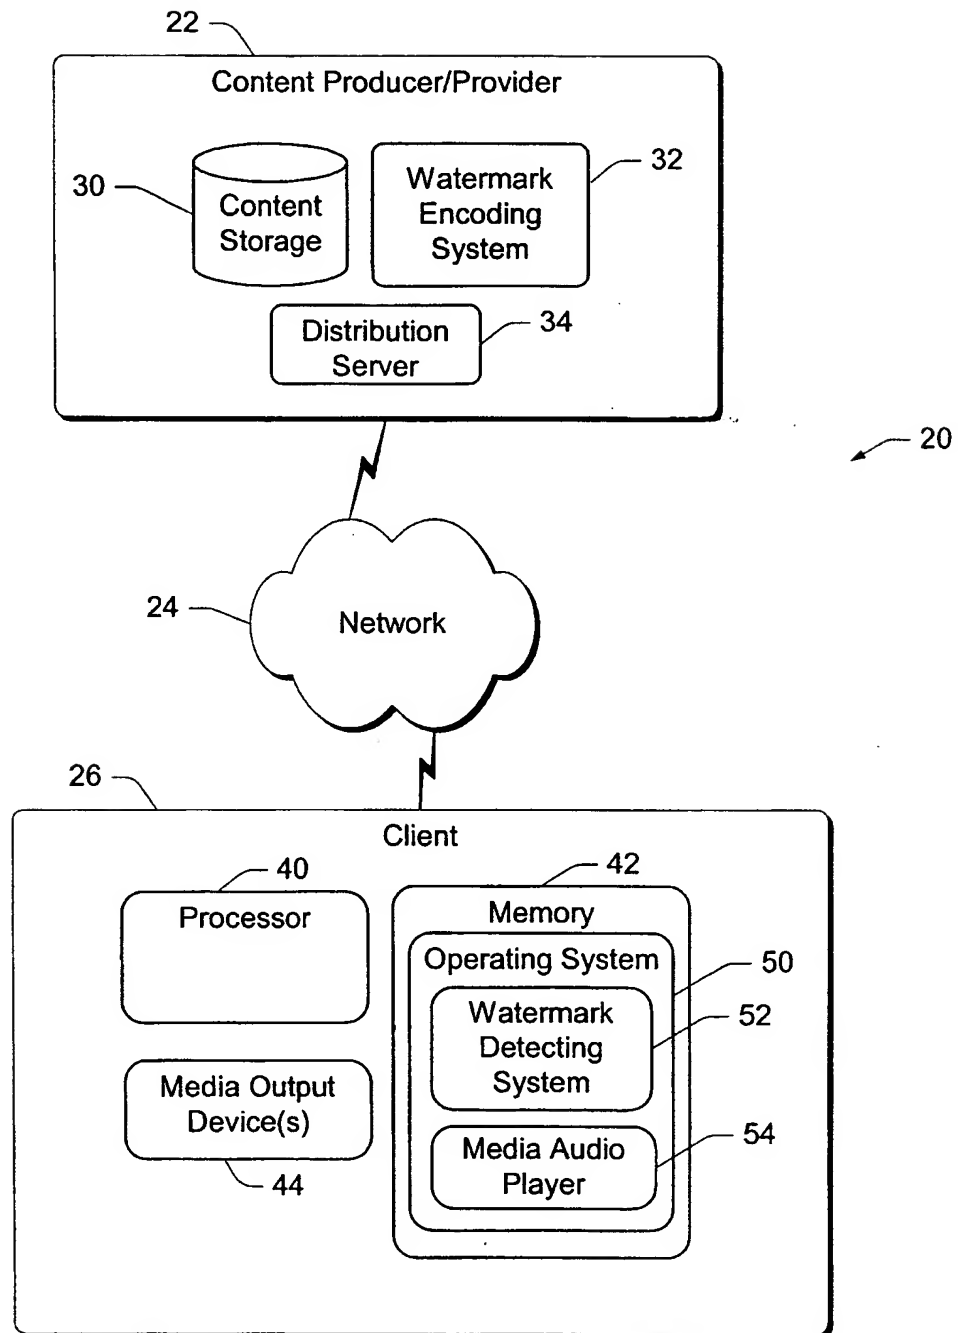 22
Content Producer/Provider
30
Content
Storage
Watermark
Encoding
System
32
Distribution
Server
34
20
24
Network
26
Client
40
Processor
42
Memory
Operating System
50
Watermark
Detecting
System
52
Media Output
Device(s)
44
Media Audio
Player
54